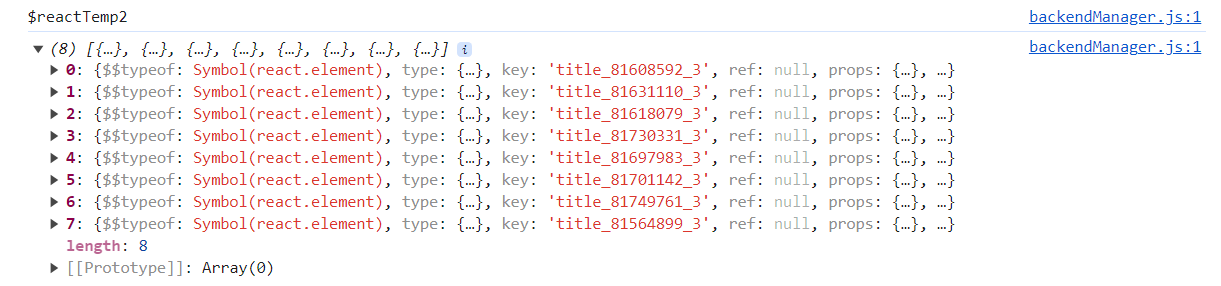 $reactTemp2 backendManager.js:1
▼ (8) [{…}, {…}, {…}, {…}, {…}, {…}, {…}, {…}] i backendManager.js:1
▶ 0: {$$typeof: Symbol(react.element), type: {…}, key: 'title_81608592_3', ref: null, props: {…}, …}
▶ 1: {$$typeof: Symbol(react.element), type: {…}, key: 'title_81631110_3', ref: null, props: {…}, …}
▶ 2: {$$typeof: Symbol(react.element), type: {…}, key: 'title_81618079_3', ref: null, props: {…}, …}
▶ 3: {$$typeof: Symbol(react.element), type: {…}, key: 'title_81730331_3', ref: null, props: {…}, …}
▶ 4: {$$typeof: Symbol(react.element), type: {…}, key: 'title_81697983_3', ref: null, props: {…}, …}
▶ 5: {$$typeof: Symbol(react.element), type: {…}, key: 'title_81701142_3', ref: null, props: {…}, …}
▶ 6: {$$typeof: Symbol(react.element), type: {…}, key: 'title_81749761_3', ref: null, props: {…}, …}
▶ 7: {$$typeof: Symbol(react.element), type: {…}, key: 'title_81564899_3', ref: null, props: {…}, …}
length: 8
▶ [[Prototype]]: Array(0)